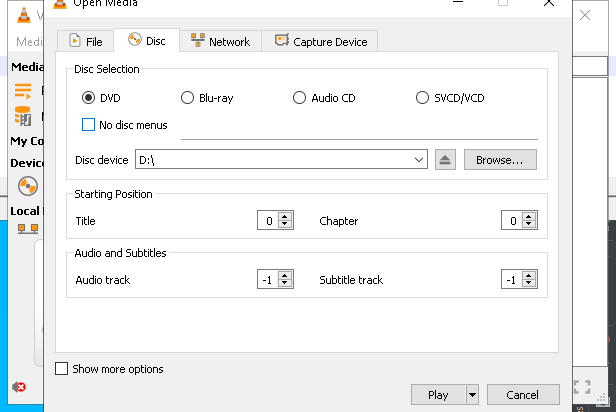 Open Media
Medi
File
Disc
Network
Capture Device
Media
Disc Selection
DVD
Blu-ray
Audio CD
SVCD/VCD
No disc menus
My Co
Disc device
D:\
Browse...
Device
Starting Position
Local
Title
0
Chapter
0
Audio and Subtitles
Audio track
-1
Subtitle track
-1
Show more options
Play
Cancel